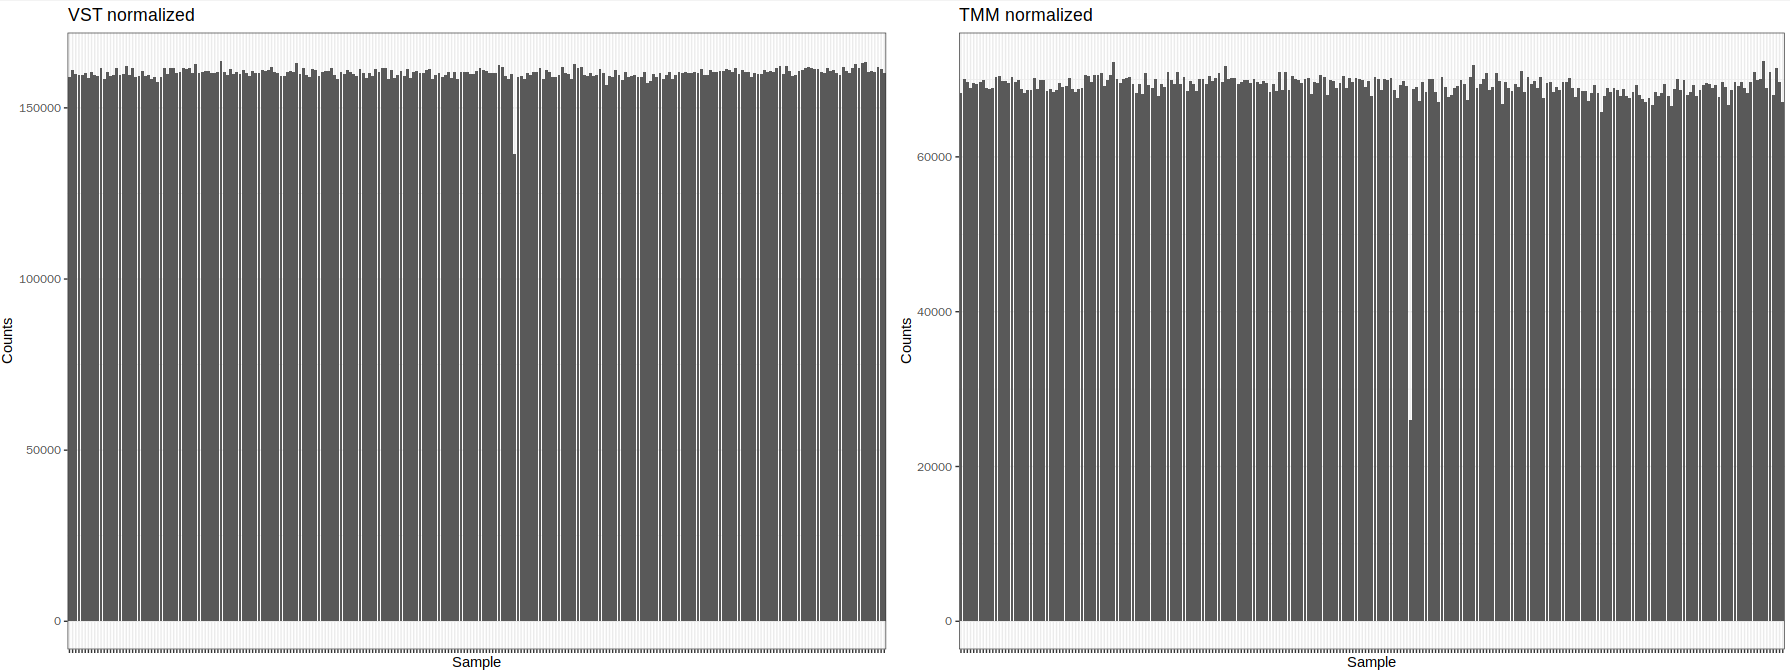 VST normalized
Counts
150000
100000
50000
0
Sample
TMM normalized
Counts
60000
40000
20000
0
Sample